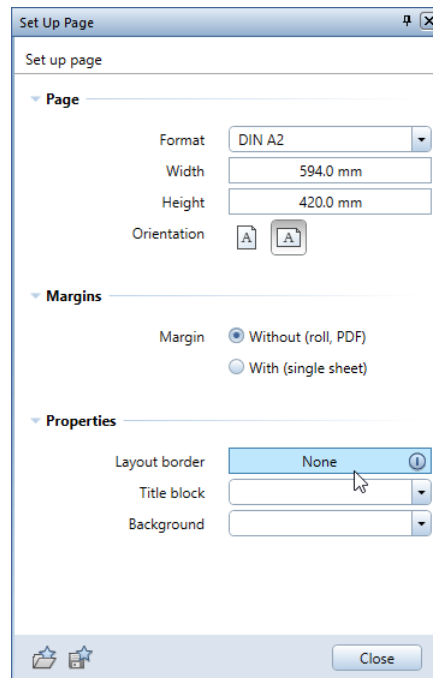 Set Up Page
Set up page
Page
Format DIN A2
Width 594.0 mm
Height 420.0 mm
Orientation A A
Margins
Margin Without (roll, PDF)
With (single sheet)
Properties
Layout border None
Title block
Background
Close